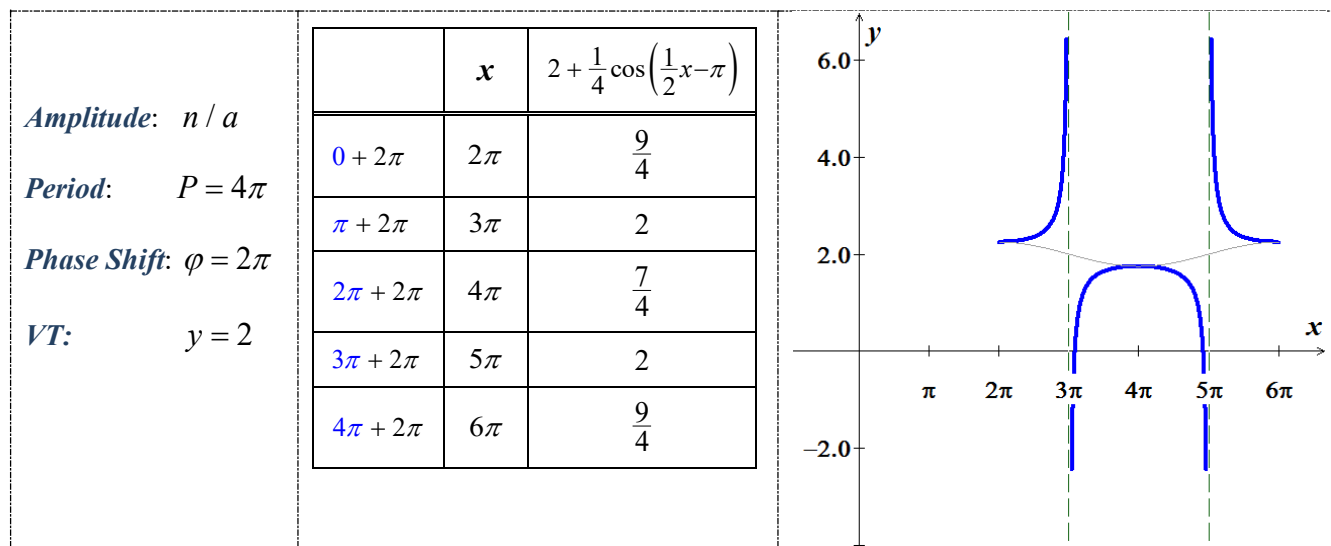 Amplitude: n / a
Period: P = 4π
Phase Shift: φ = 2π
VT: y = 2
x 2 + 1/4 cos(1/2 x − π)
0 + 2π 2π 9/4
π + 2π 3π 2
2π + 2π 4π 7/4
3π + 2π 5π 2
4π + 2π 6π 9/4
y
6.0
4.0
2.0
x
π 2π 3π 4π 5π 6π
−2.0